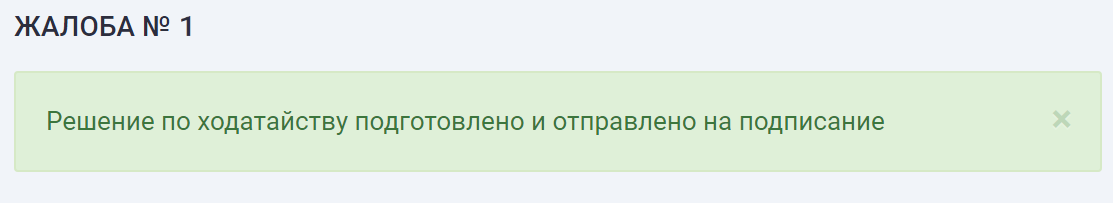 ЖАЛОБА № 1
Решение по ходатайству подготовлено и отправлено на подписание
×